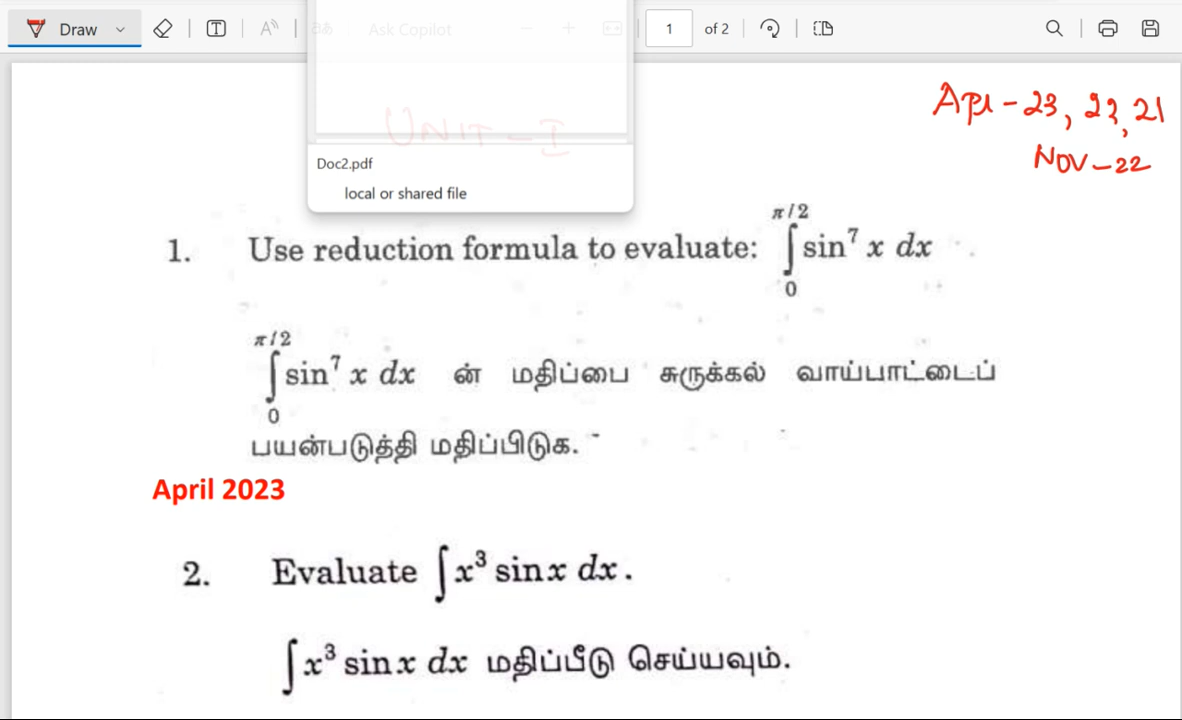 Draw
Ask Copilot
1 of 2
Apr - 23, 22, 21
Nov - 22
UNIT - I
Doc2.pdf
local or shared file
1. Use reduction formula to evaluate: ∫₀^{π/2} sin⁷ x dx
∫₀^{π/2} sin⁷ x dx ன் மதிப்பை சுருக்கல் வாய்பாட்டைப்
பயன்படுத்தி மதிப்பிடுக.
April 2023
2. Evaluate ∫x³ sin x dx.
∫x³ sin x dx மதிப்பீடு செய்யவும்.